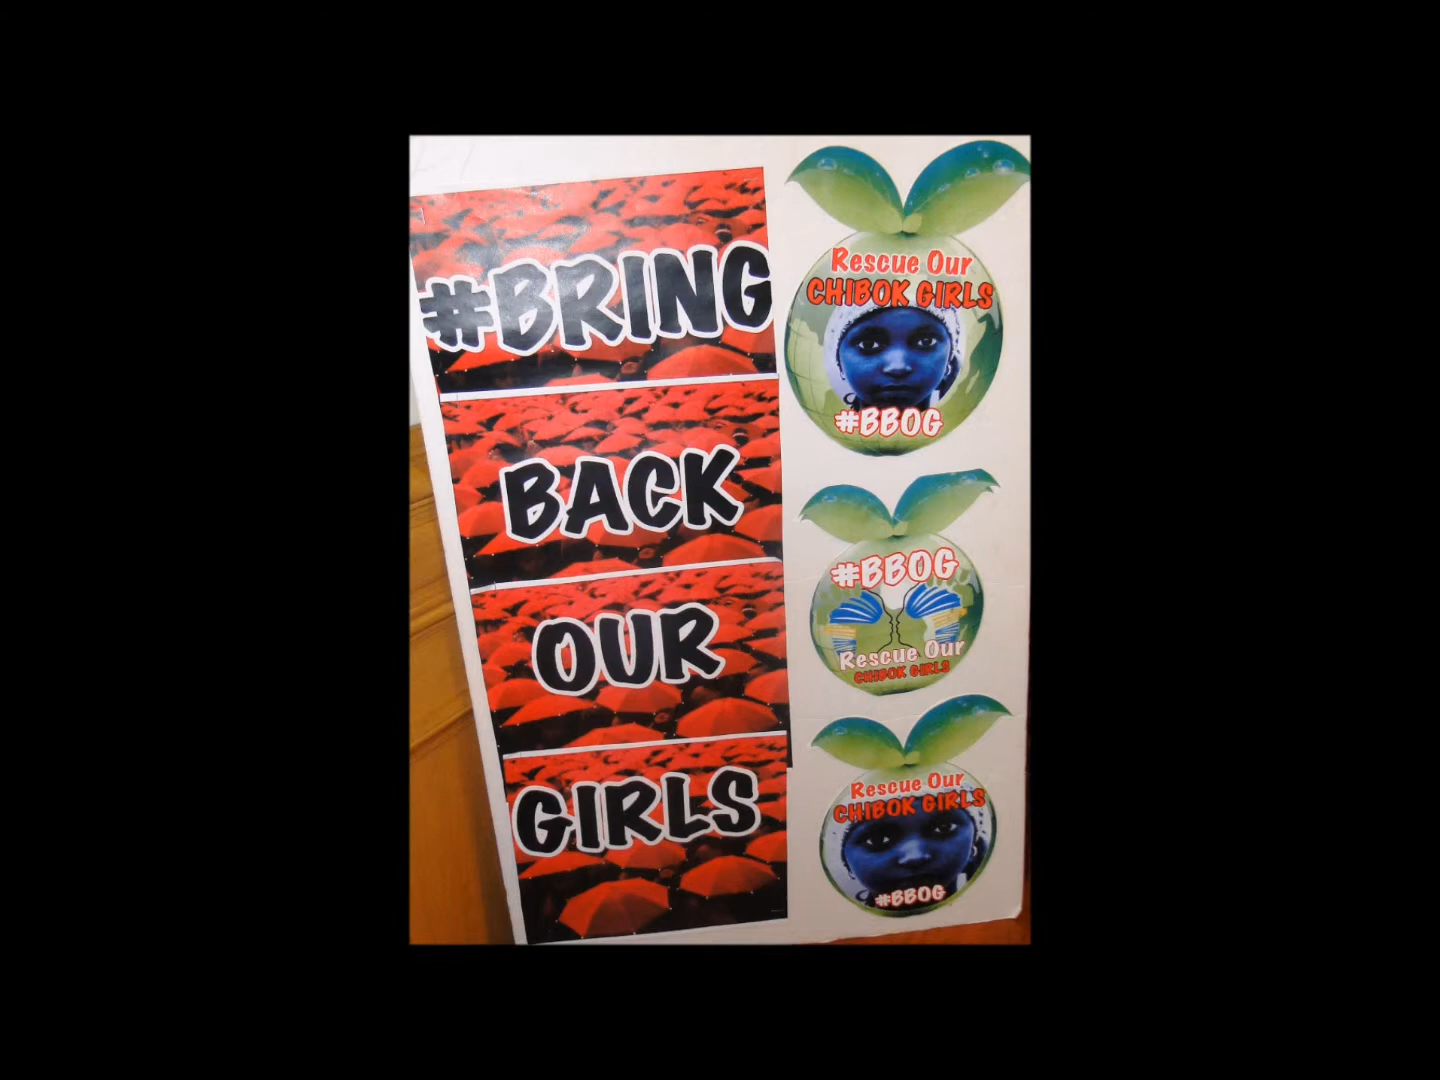 #BRING
BACK
OUR
GIRLS
Rescue Our
CHIBOK GIRLS
#BBOG
#BBOG
Rescue Our
CHIBOK GIRLS
Rescue Our
CHIBOK GIRLS
#BBOG